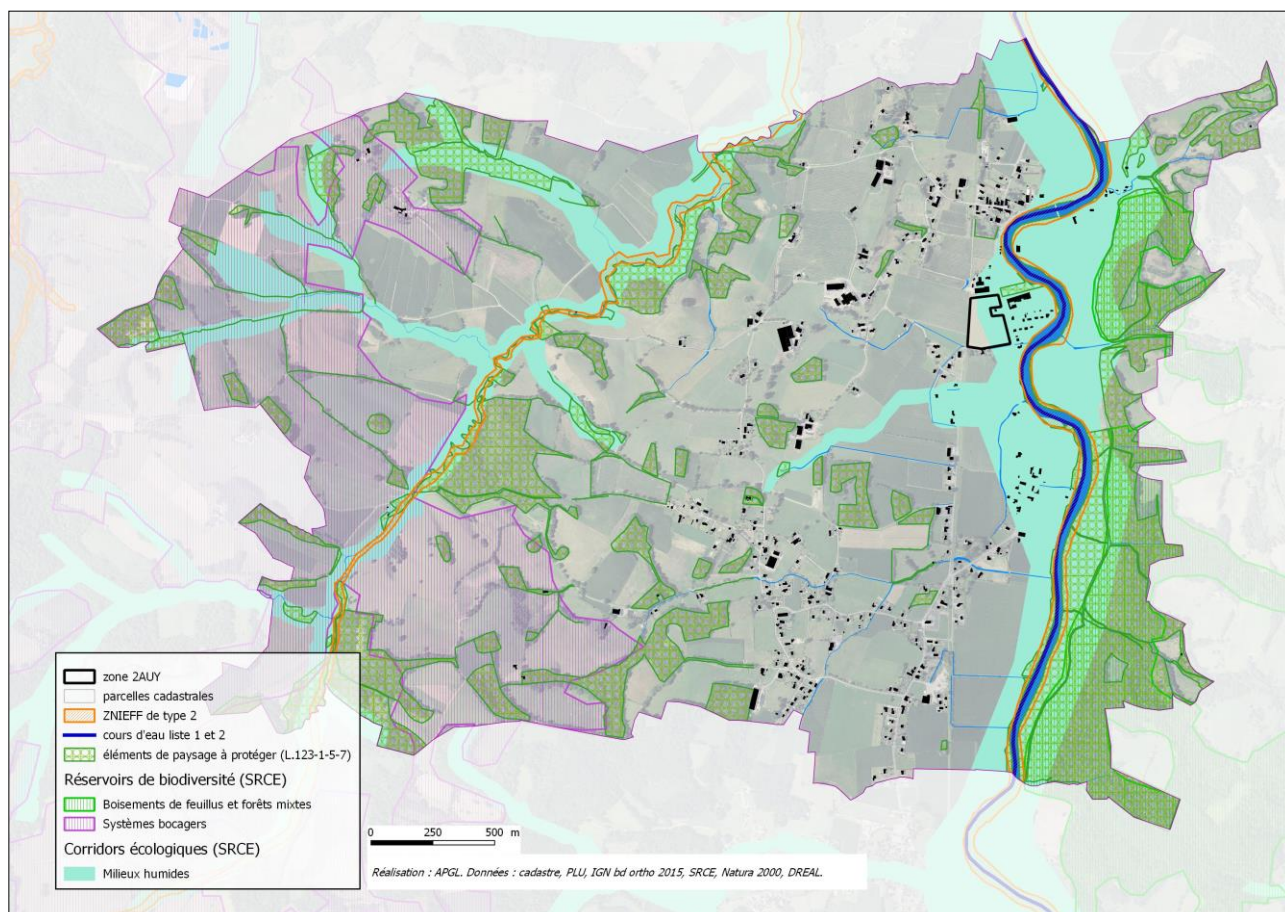 zone 2AUY
parcelles cadastrales
ZNIEFF de type 2
cours d'eau liste 1 et 2
éléments de paysage à protéger (L.123-1-5-7)
Réservoirs de biodiversité (SRCE)
Boisements de feuillus et forêts mixtes
Systèmes bocagers
Corridors écologiques (SRCE)
Milieux humides
0 250 500 m
Réalisation : APGL. Données : cadastre, PLU, IGN bd ortho 2015, SRCE, Natura 2000, DREAL.